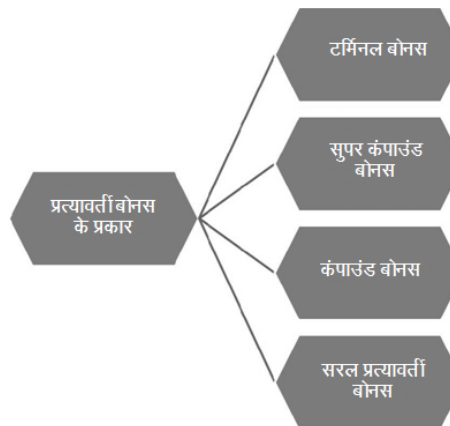 टर्मिनल बोनस
सुपर कंपाउंड
बोनस
प्रत्यावर्ती बोनस
के प्रकार
कंपाउंड बोनस
सरल प्रत्यावर्ती
बोनस